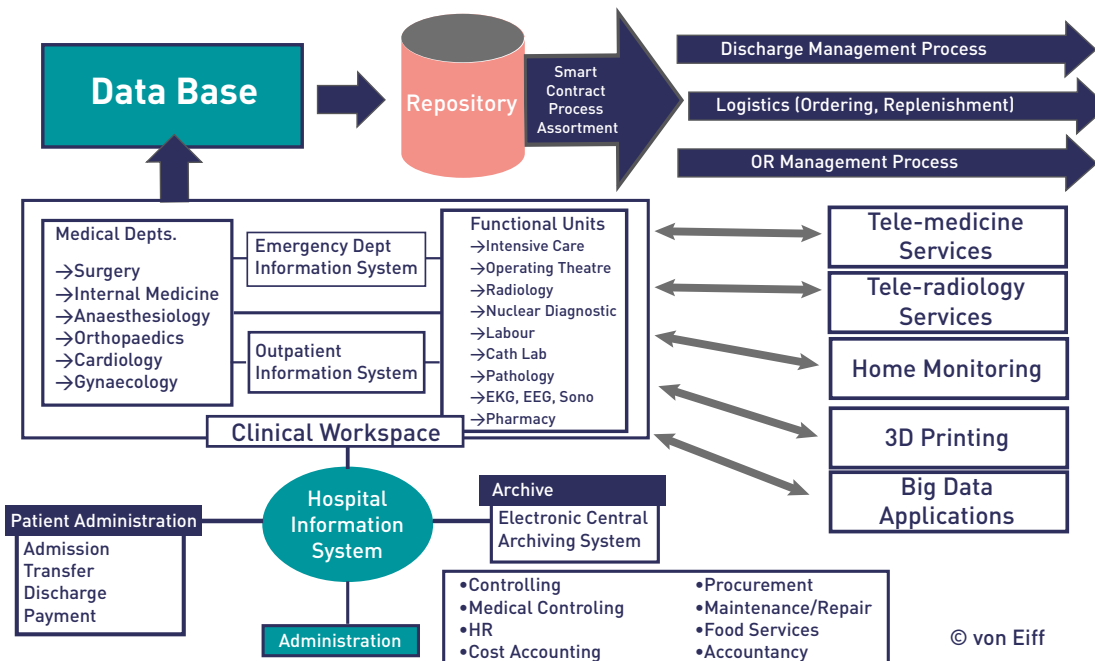 Data Base
Repository
Smart
Contract
Process
Assortment
Discharge Management Process
Logistics (Ordering, Replenishment)
OR Management Process
Medical Depts.
→Surgery
→Internal Medicine
→Anaesthesiology
→Orthopaedics
→Cardiology
→Gynaecology
Emergency Dept
Information System
Outpatient
Information System
Functional Units
→Intensive Care
→Operating Theatre
→Radiology
→Nuclear Diagnostic
→Labour
→Cath Lab
→Pathology
→EKG, EEG, Sono
→Pharmacy
Clinical Workspace
Tele-medicine
Services
Tele-radiology
Services
Home Monitoring
3D Printing
Big Data
Applications
Hospital
Information
System
Patient Administration
Admission
Transfer
Discharge
Payment
Archive
Electronic Central
Archiving System
Administration
•Controlling
•Medical Controling
•HR
•Cost Accounting
•Procurement
•Maintenance/Repair
•Food Services
•Accountancy
© von Eiff